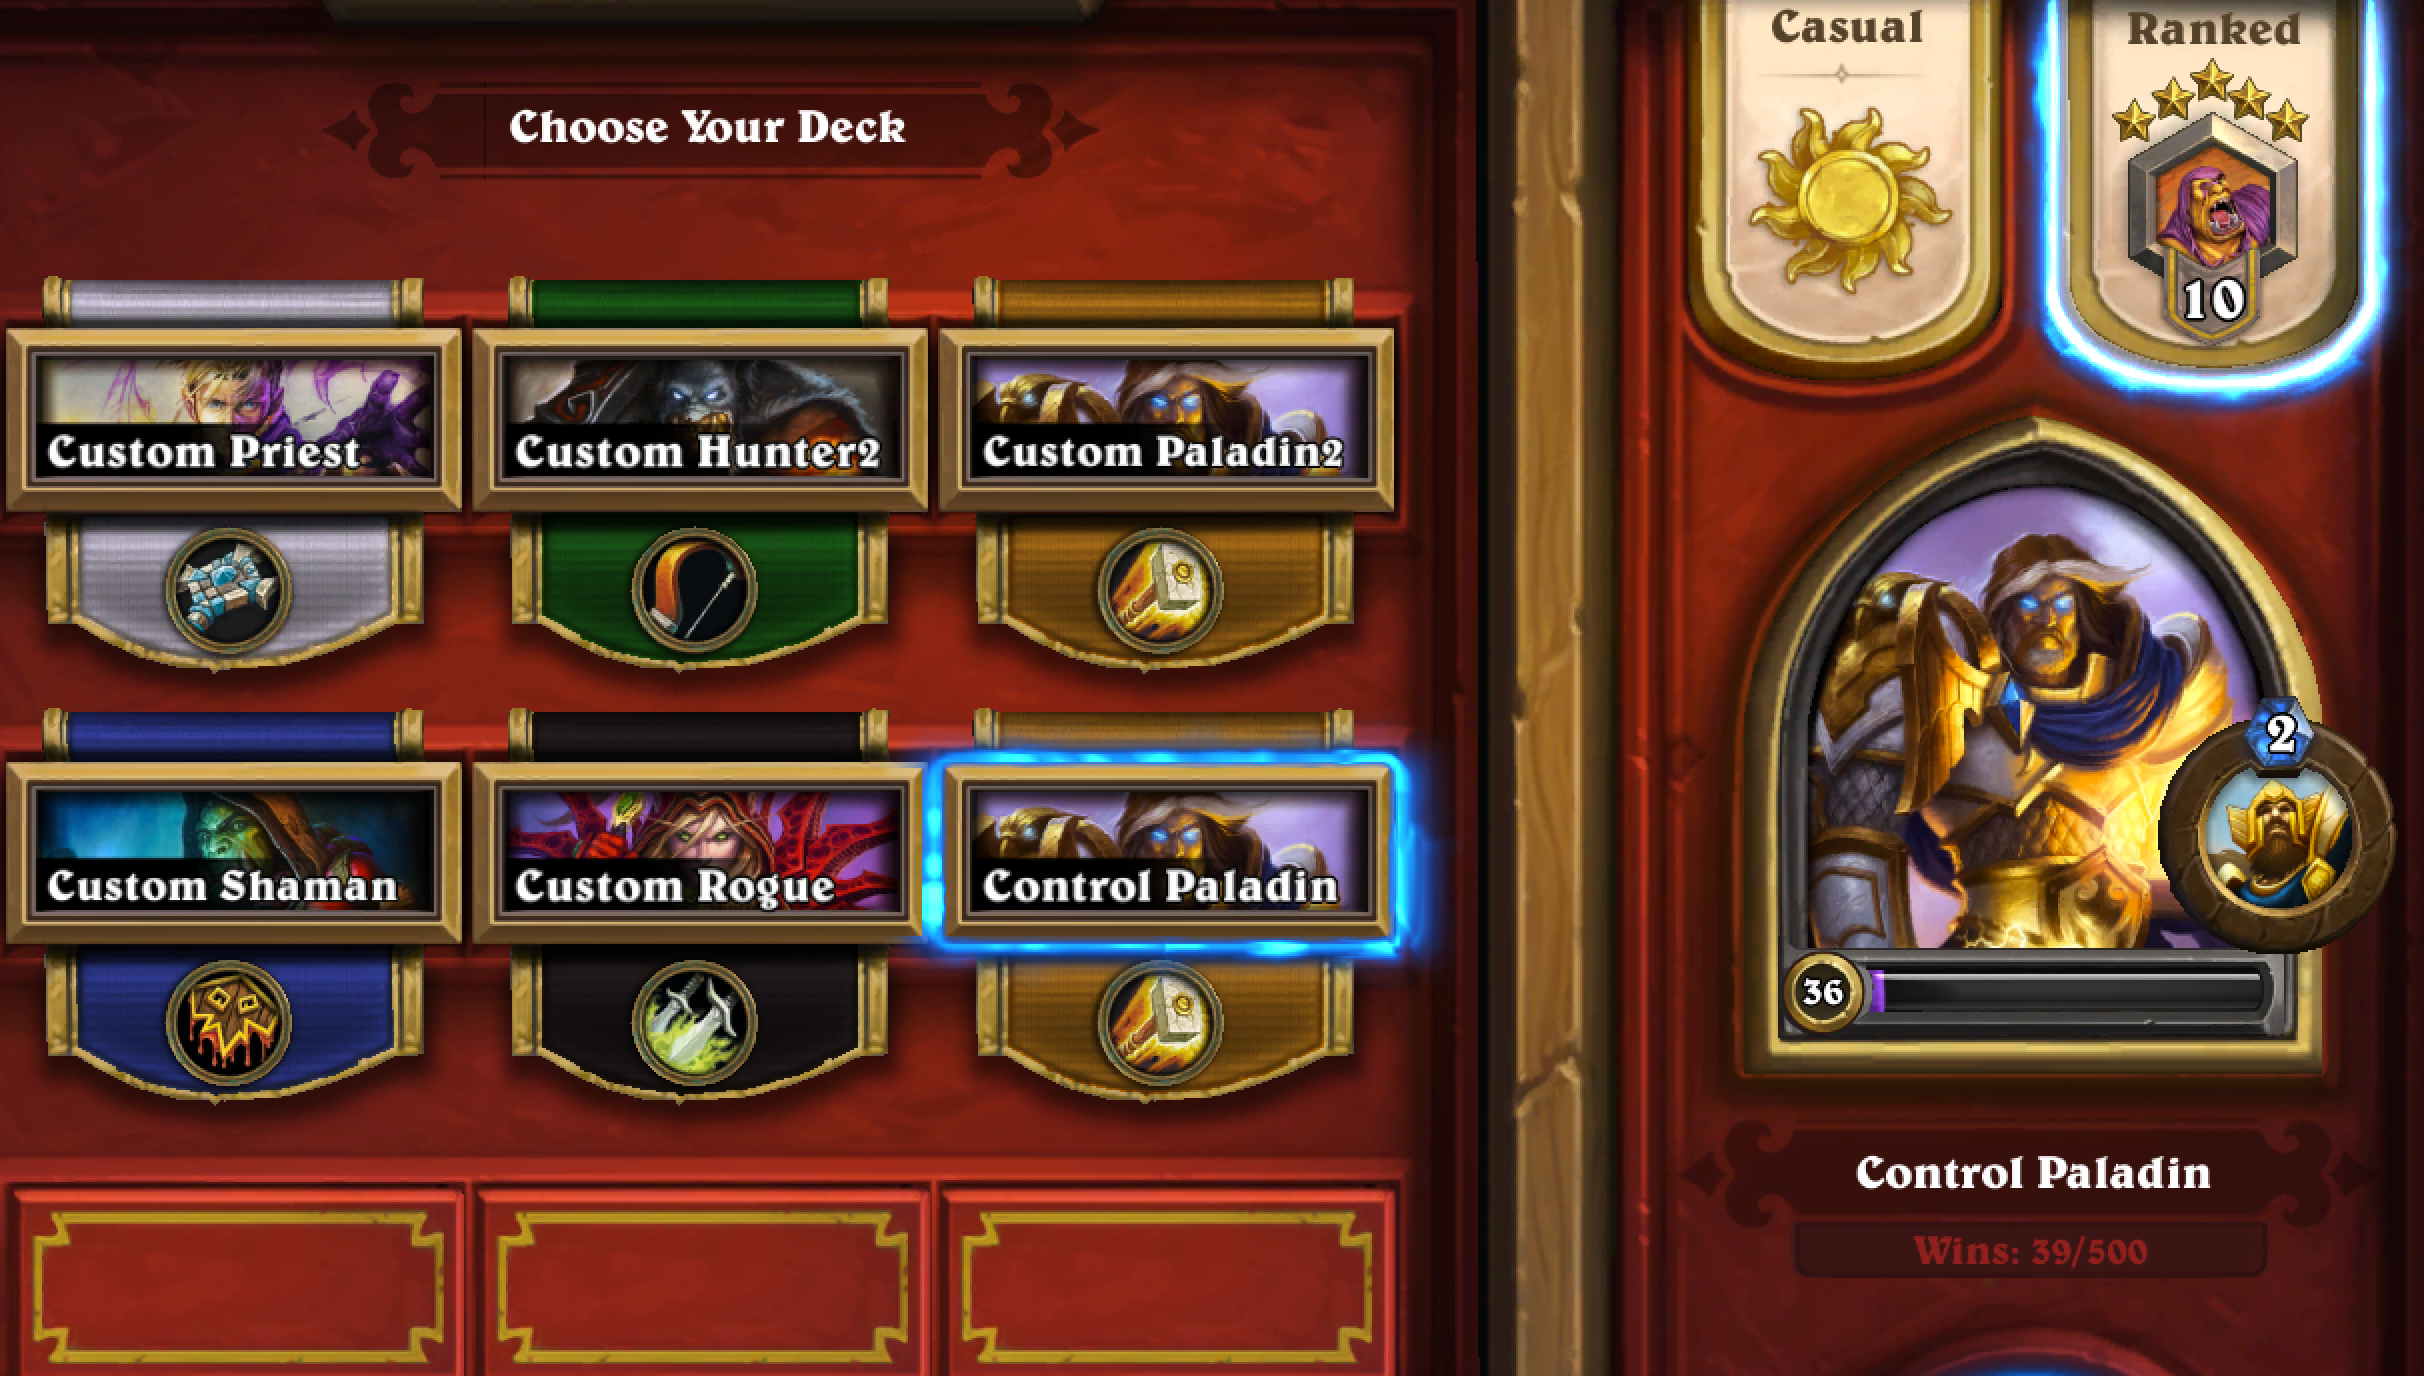 Choose Your Deck
Custom Priest
Custom Hunter2
Custom Paladin2
Custom Shaman
Custom Rogue
Control Paladin
Casual
Ranked
10
2
36
Control Paladin
Wins: 39/500